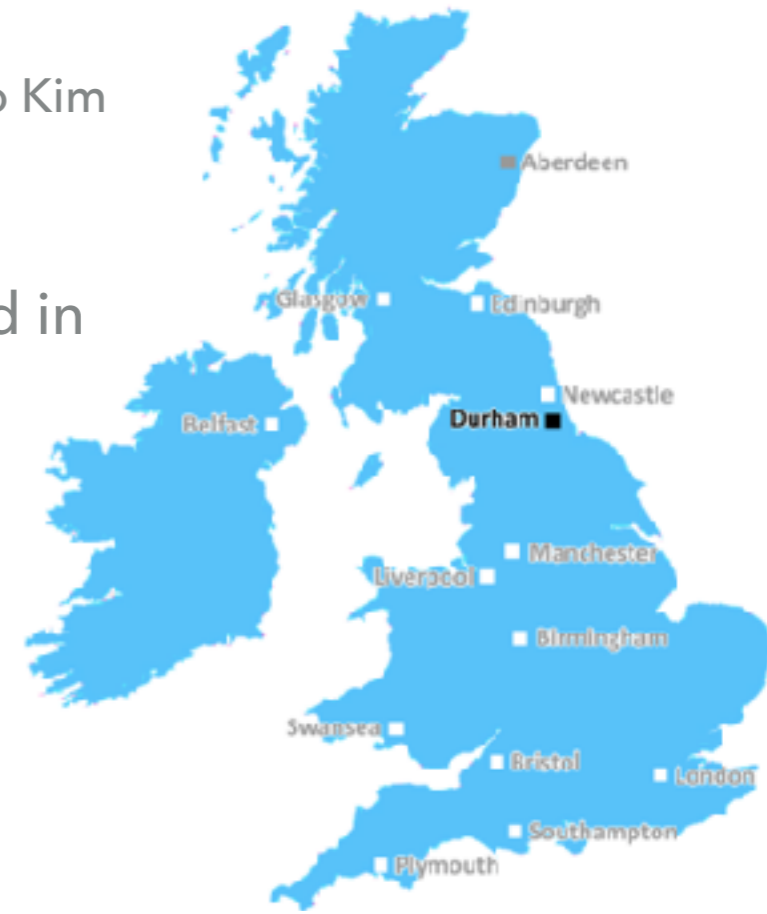 Kim
Aberdeen
d in
Glasgow
Edinburgh
Newcastle
Durham
Belfast
Manchester
Liverpool
Birmingham
Swansea
Bristol
London
Southampton
Plymouth